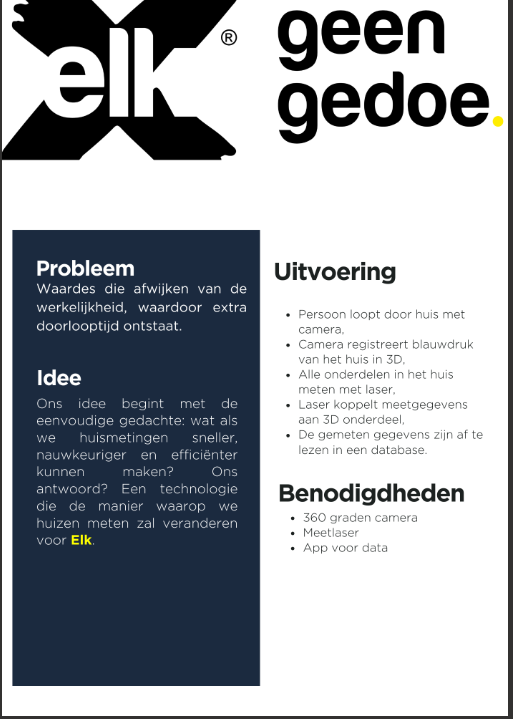 elk®
geen
gedoe.
Probleem
Waardes die afwijken van de
werkelijkheid, waardoor extra
doorlooptijd ontstaat.
Idee
Ons idee begint met de
eenvoudige gedachte: wat als
we huismetingen sneller,
nauwkeuriger en efficiënter
kunnen maken? Ons
antwoord? Een technologie
die de manier waarop we
huizen meten zal veranderen
voor Elk.
Uitvoering
• Persoon loopt door huis met
camera,
• Camera registreert blauwdruk
van het huis in 3D,
• Alle onderdelen in het huis
meten met laser,
• Laser koppelt meetgegevens
aan 3D onderdeel,
• De gemeten gegevens zijn af te
lezen in een database.
Benodigdheden
• 360 graden camera
• Meetlaser
• App voor data